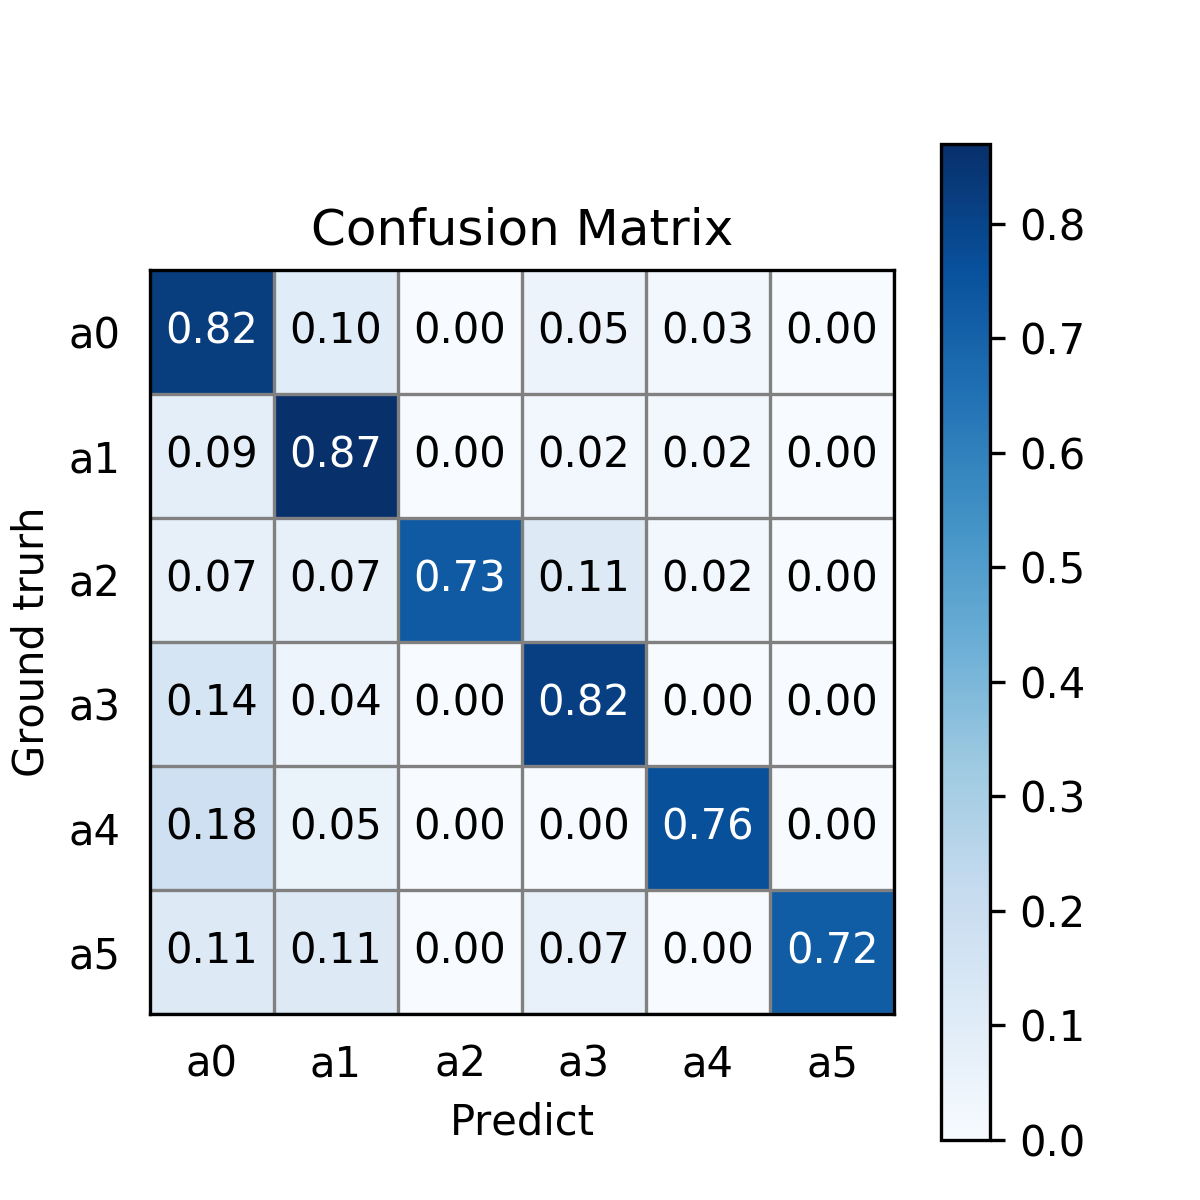 Confusion Matrix
a0 0.82 0.10 0.00 0.05 0.03 0.00
a1 0.09 0.87 0.00 0.02 0.02 0.00
a2 0.07 0.07 0.73 0.11 0.02 0.00
a3 0.14 0.04 0.00 0.82 0.00 0.00
a4 0.18 0.05 0.00 0.00 0.76 0.00
a5 0.11 0.11 0.00 0.07 0.00 0.72
a0 a1 a2 a3 a4 a5
Predict
Ground trurh
0.8
0.7
0.6
0.5
0.4
0.3
0.2
0.1
0.0